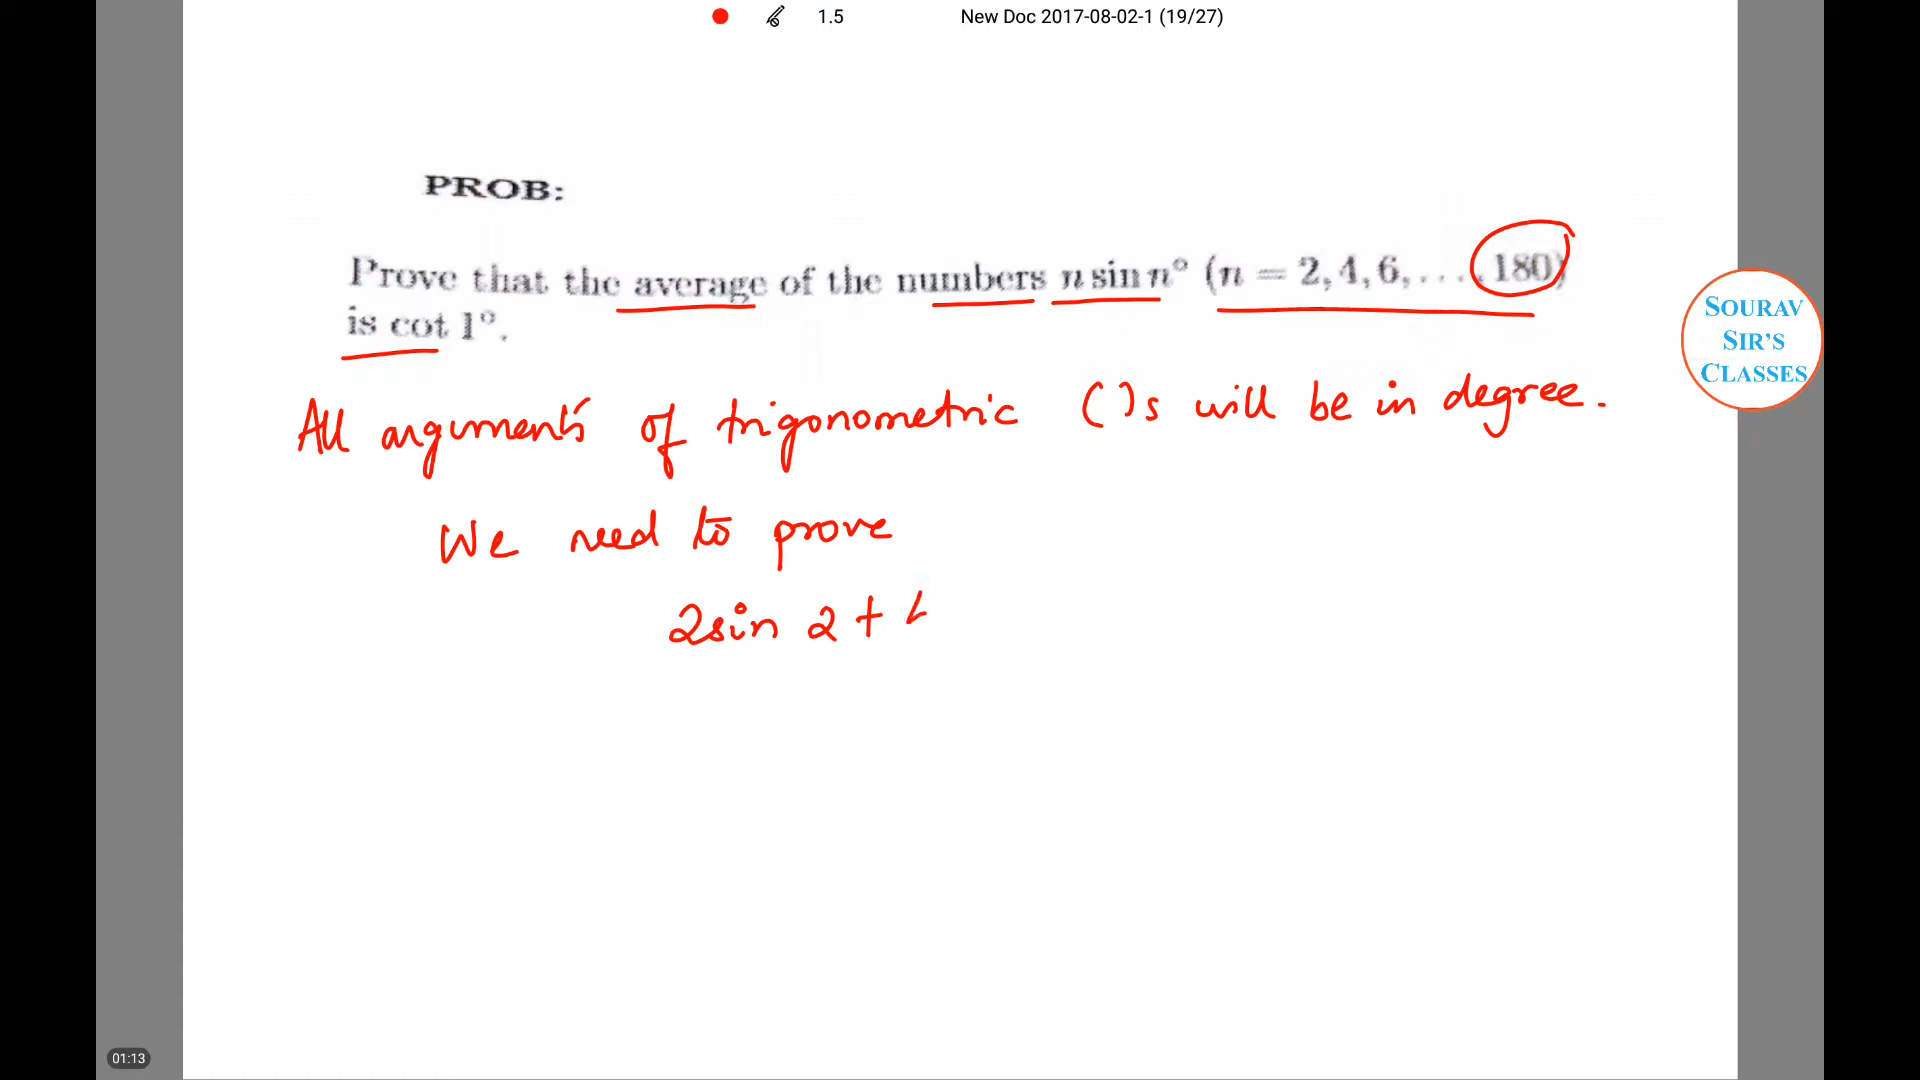 1.5 New Doc 2017-08-02-1 (19/27)
PROB:
Prove that the average of the numbers n sin n° (n = 2, 4, 6, . . . , 180)
is cot 1°.
SOURAV
SIR'S
CLASSES
All arguments of trigonometric ( )s will be in degree.
We need to prove
2sin 2 +
01:13